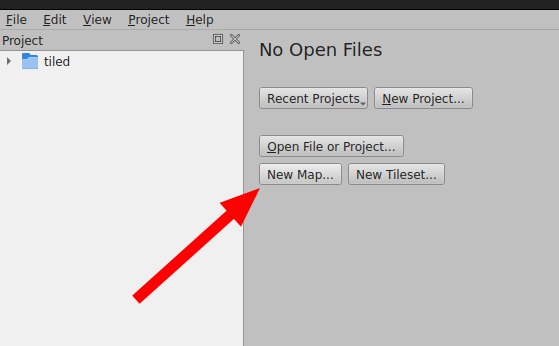 File Edit View Project Help
Project
tiled
No Open Files
Recent Projects New Project...
Open File or Project...
New Map... New Tileset...